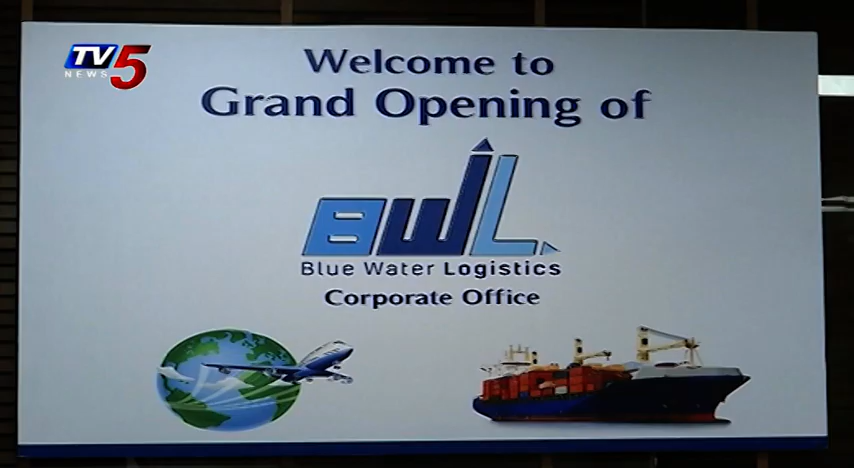 TV5
NEWS
Welcome to
Grand Opening of
BWL
Blue Water Logistics
Corporate Office